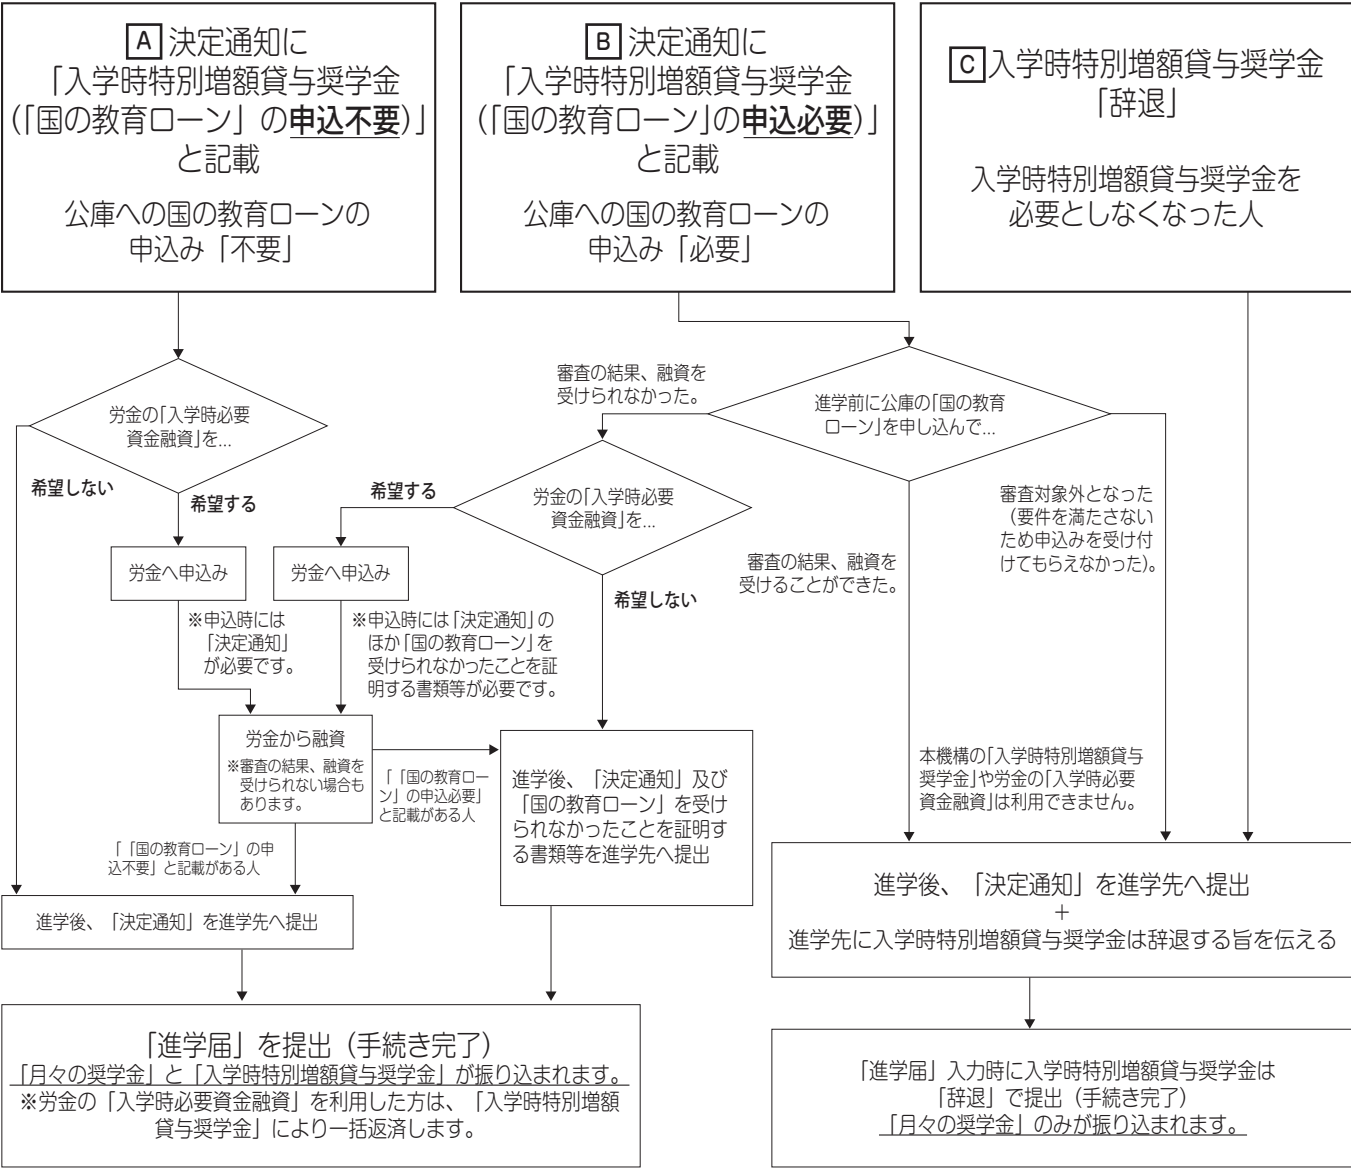 A 決定通知に
「入学時特別増額貸与奨学金
(「国の教育ローン」の申込不要)」
と記載
公庫への国の教育ローンの
申込み「不要」
B 決定通知に
「入学時特別増額貸与奨学金
(「国の教育ローン」の申込必要)」
と記載
公庫への国の教育ローンの
申込み「必要」
C 入学時特別増額貸与奨学金
「辞退」
入学時特別増額貸与奨学金を
必要としなくなった人
労金の「入学時必要
資金融資」を...
希望しない
希望する
労金へ申込み
※申込時には
「決定通知」
が必要です。
審査の結果、融資を
受けられなかった。
進学前に公庫の「国の教育
ローン」を申し込んで...
労金の「入学時必要
資金融資」を...
希望する
希望しない
労金へ申込み
※申込時には「決定通知」の
ほか「国の教育ローン」を
受けられなかったことを証
明する書類等が必要です。
審査の結果、融資を
受けることができた。
審査対象外となった
（要件を満たさない
ため申込みを受け付
けてもらえなかった）。
労金から融資
※審査の結果、融資を
受けられない場合も
あります。
「「国の教育ロー
ン」の申込必要」
と記載がある人
「「国の教育ローン」の申
込不要」と記載がある人
進学後、「決定通知」及び
「国の教育ローン」を受け
られなかったことを証明す
る書類等を進学先へ提出
本機構の「入学時特別増額貸与
奨学金」や労金の「入学時必要
資金融資」は利用できません。
進学後、「決定通知」を進学先へ提出
進学後、「決定通知」を進学先へ提出
＋
進学先に入学時特別増額貸与奨学金は辞退する旨を伝える
「進学届」を提出（手続き完了）
「月々の奨学金」と「入学時特別増額貸与奨学金」が振り込まれます。
※労金の「入学時必要資金融資」を利用した方は、「入学時特別増額
貸与奨学金」により一括返済します。
「進学届」入力時に入学時特別増額貸与奨学金は
「辞退」で提出（手続き完了）
「月々の奨学金」のみが振り込まれます。